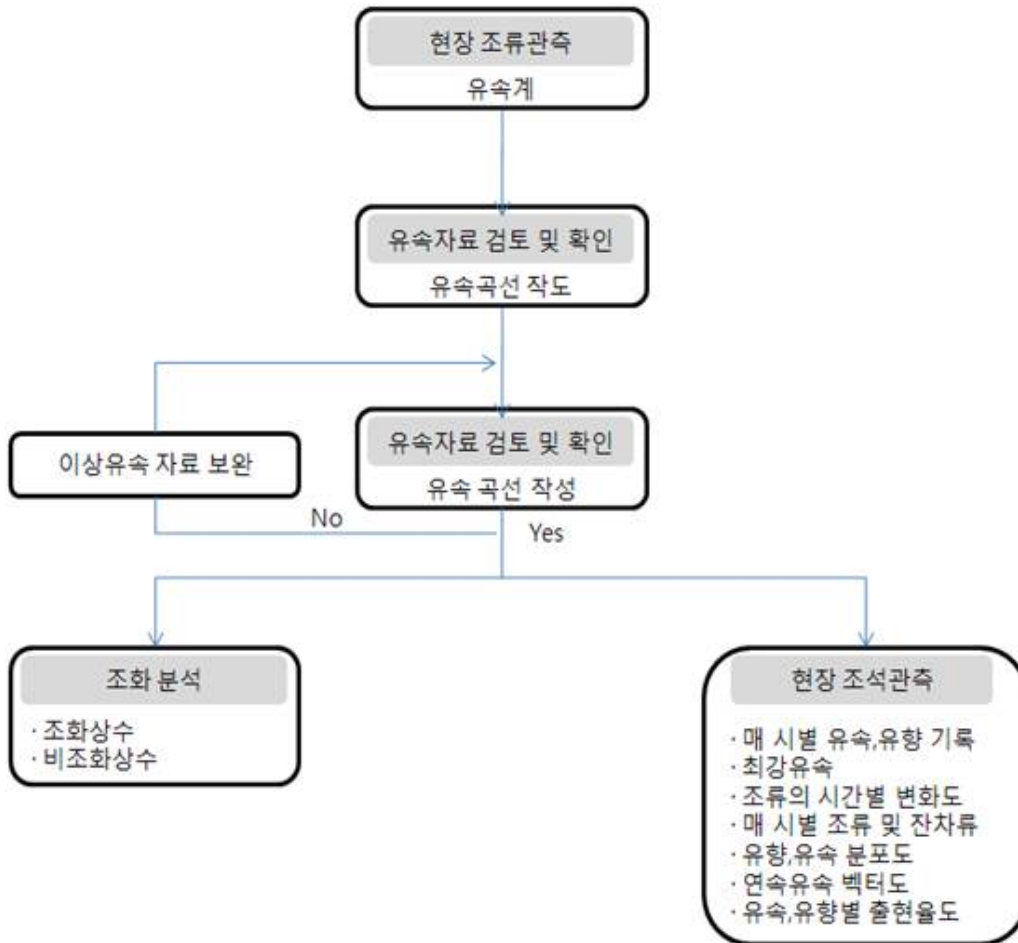 현장 조류관측
유속계
유속자료 검토 및 확인
유속곡선 작도
유속자료 검토 및 확인
유속 곡선 작성
이상유속 자료 보완
No
Yes
조화 분석
· 조화상수
· 비조화상수
현장 조석관측
· 매 시별 유속,유향 기록
· 최강유속
· 조류의 시간별 변화도
· 매 시별 조류 및 잔차류
· 유향,유속 분포도
· 연속유속 벡터도
· 유속,유향별 출현율도